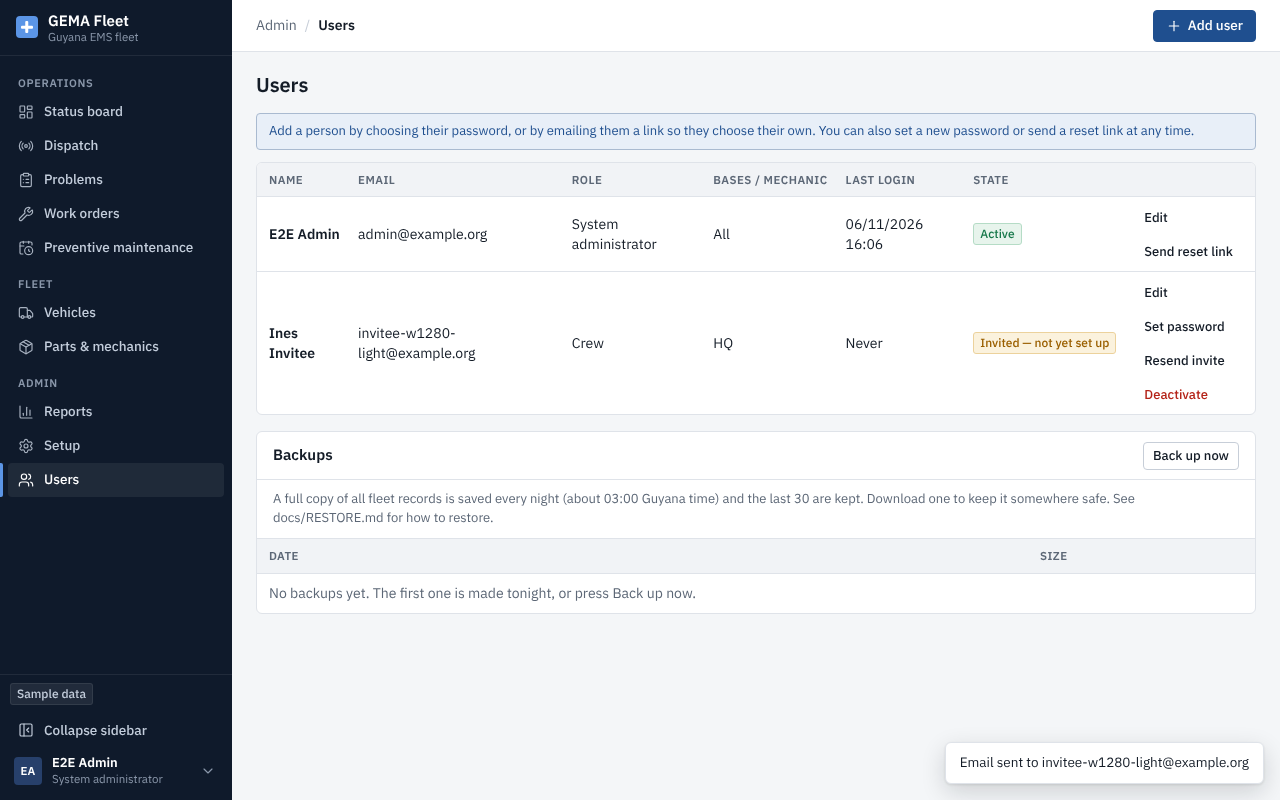 GEMA Fleet
Guyana EMS fleet
OPERATIONS
Status board
Dispatch
Problems
Work orders
Preventive maintenance
FLEET
Vehicles
Parts & mechanics
ADMIN
Reports
Setup
Users
Sample data
Collapse sidebar
EA
E2E Admin
System administrator
Admin / Users
Add user
Users
Add a person by choosing their password, or by emailing them a link so they choose their own. You can also set a new password or send a reset link at any time.
NAME EMAIL ROLE BASES / MECHANIC LAST LOGIN STATE
E2E Admin admin@example.org System administrator All 06/11/2026 16:06 Active
Edit
Send reset link
Ines Invitee invitee-w1280-light@example.org Crew HQ Never Invited — not yet set up
Edit
Set password
Resend invite
Deactivate
Backups
Back up now
A full copy of all fleet records is saved every night (about 03:00 Guyana time) and the last 30 are kept. Download one to keep it somewhere safe. See
docs/RESTORE.md for how to restore.
DATE SIZE
No backups yet. The first one is made tonight, or press Back up now.
Email sent to invitee-w1280-light@example.org